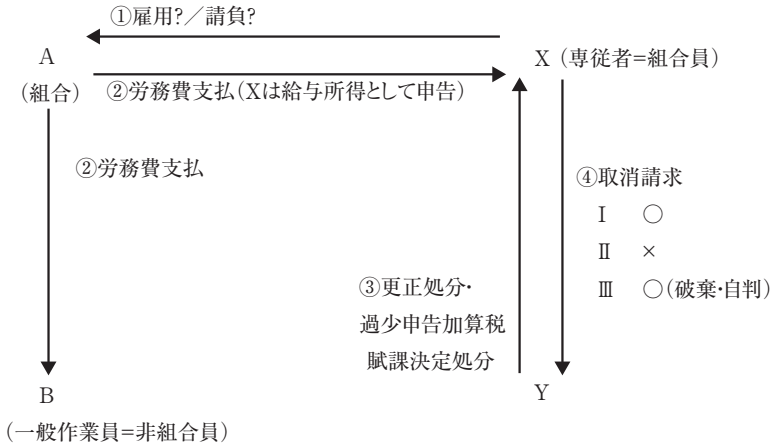 ①雇用?／請負?
A
(組合)
X (専従者=組合員)
②労務費支払(Xは給与所得として申告)
②労務費支払
④取消請求
Ⅰ ○
Ⅱ ×
Ⅲ ○(破棄・自判)
③更正処分・
過少申告加算税
賦課決定処分
B
Y
(一般作業員=非組合員)